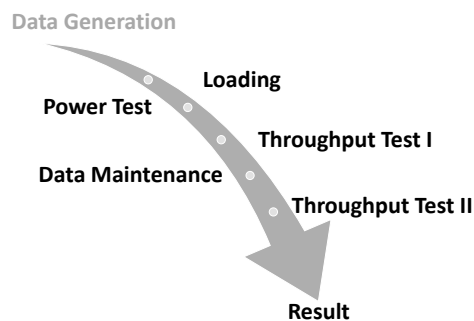 Data Generation
Loading
Power Test
Throughput Test I
Data Maintenance
Throughput Test II
Result